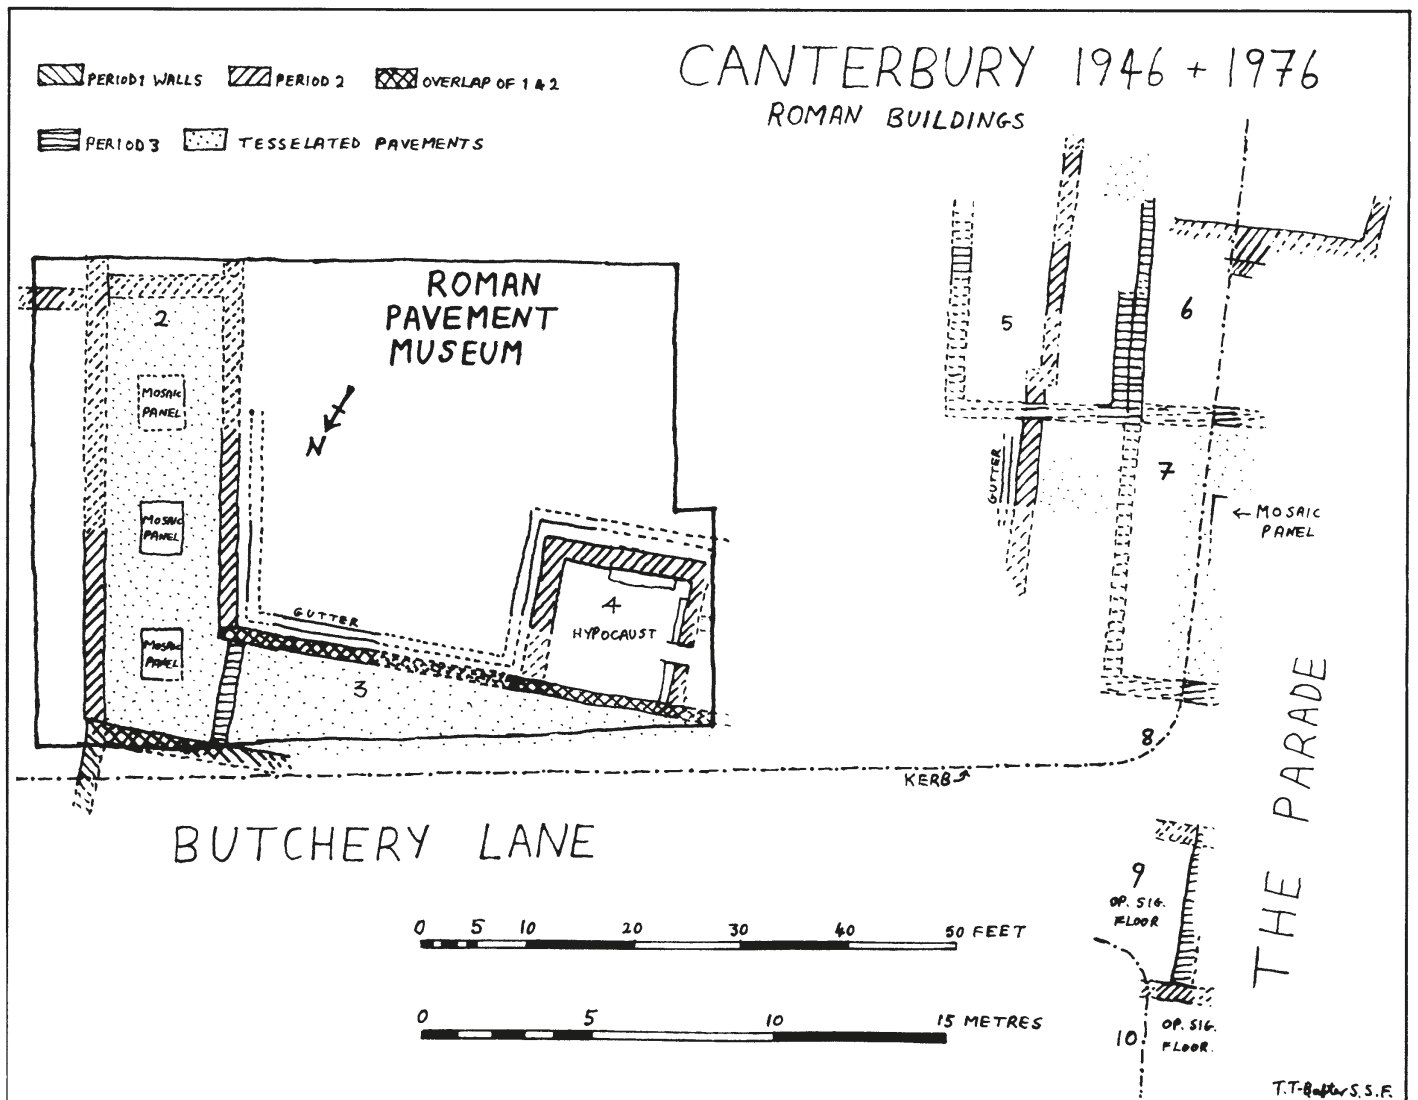 CANTERBURY 1946 + 1976
ROMAN BUILDINGS
PERIOD 1 WALLS
PERIOD 2
OVERLAP OF 1 & 2
PERIOD 3
TESSELATED PAVEMENTS
ROMAN
PAVEMENT
MUSEUM
N
2
MOSAIC
PANEL
MOSAIC
PANEL
MOSAIC
PANEL
GUTTER
3
4
HYPOCAUST
5
6
GUTTER
7
← MOSAIC
PANEL
8
KERB
BUTCHERY LANE
THE PARADE
9
OP. SIG.
FLOOR
10
OP. SIG.
FLOOR.
0 5 10 20 30 40 50 FEET
0 5 10 15 METRES
S.S.F.